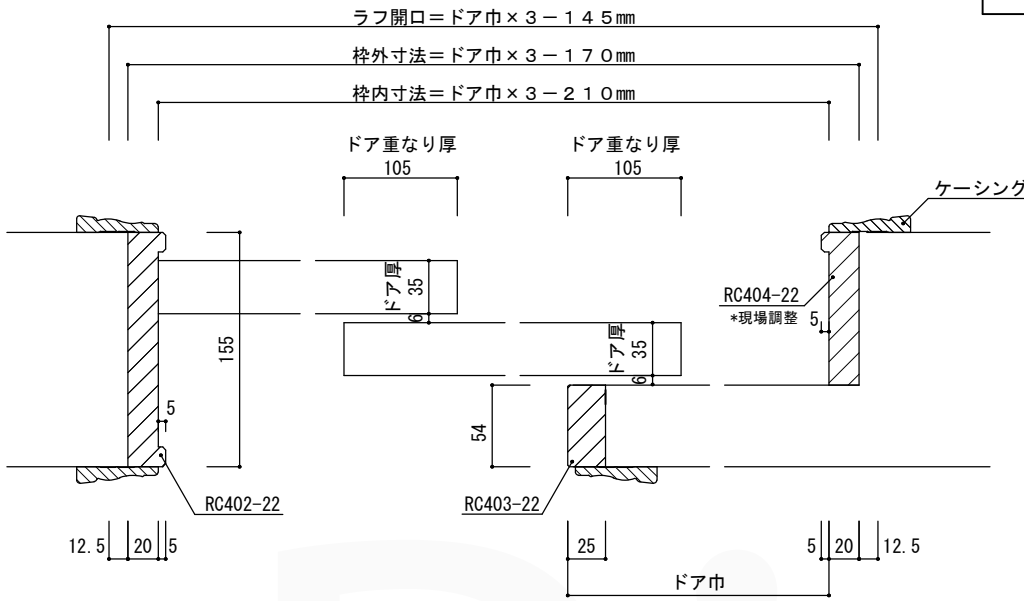 ラフ開口＝ドア巾×３－１４５㎜
枠外寸法＝ドア巾×３－１７０㎜
枠内寸法＝ドア巾×３－２１０㎜
ドア重なり厚
105
ドア重なり厚
105
ケーシング
ドア厚
35
6
RC404-22
*現場調整
5
155
ドア厚
35
6
5
54
RC402-22
RC403-22
12.5
20
5
25
5
20
12.5
ドア巾